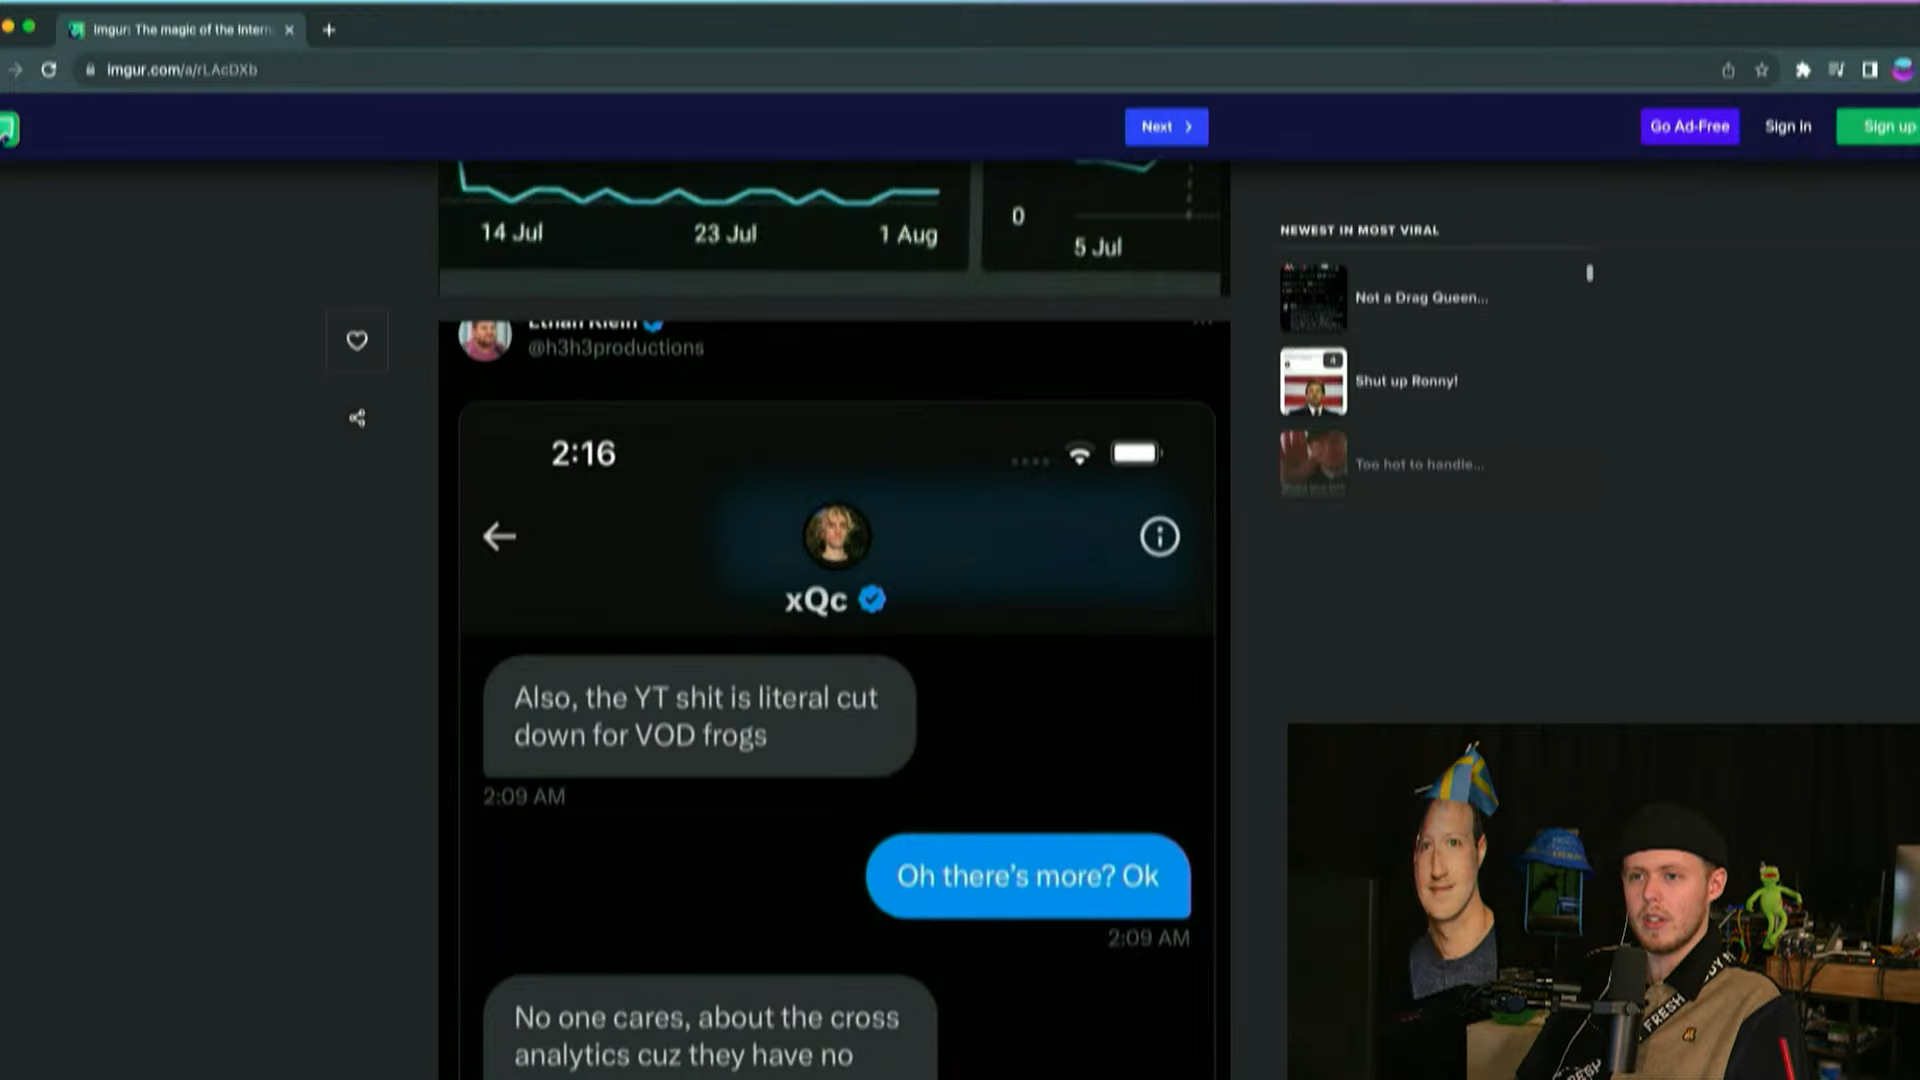 Imgur: The magic of the Intern
imgur.com/a/rLAcDXb
Next
Go Ad-Free
Sign in
Sign up
14 Jul
23 Jul
1 Aug
0
5 Jul
NEWEST IN MOST VIRAL
Not a Drag Queen...
Shut up Ronny!
Too hot to handle...
Ethan Klein
@h3h3productions
2:16
xQc
Also, the YT shit is literal cut
down for VOD frogs
2:09 AM
Oh there's more? Ok
2:09 AM
No one cares, about the cross
analytics cuz they have no
FRESH